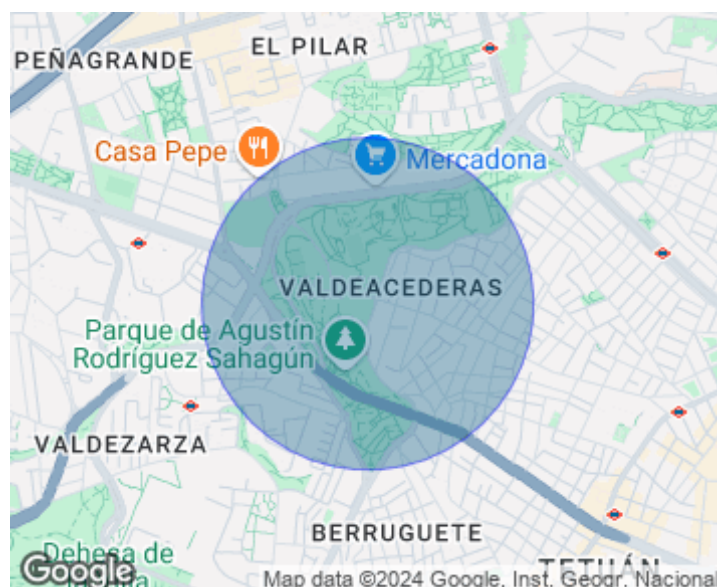 EL PILAR
PEÑAGRANDE
Casa Pepe
Mercadona
VALDEACEDERAS
Parque de Agustín
Rodríguez Sahagún
VALDEZARZA
BERRUGUETE
Dehesa de
TETUÁN
Google
Map data ©2024 Google, Inst. Geogr. Nacional